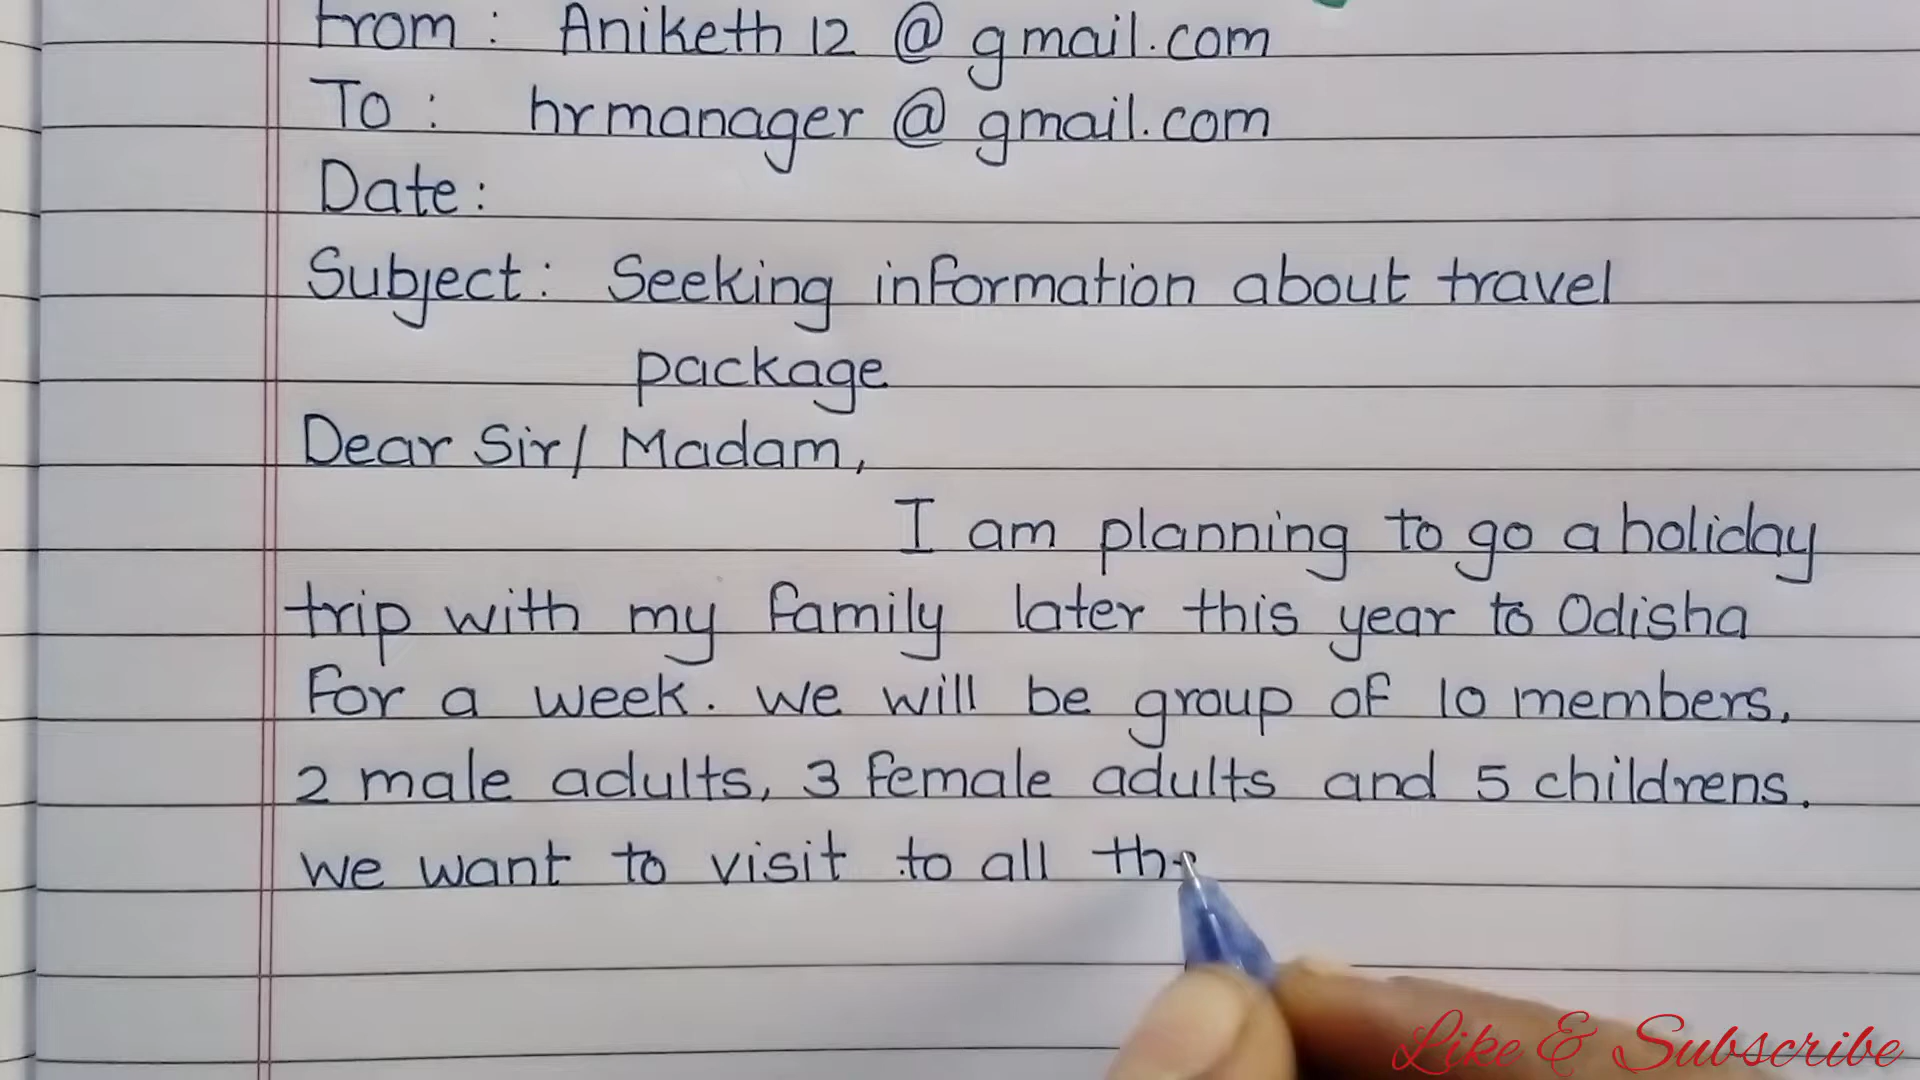 From : Aniketh 12 @ gmail.com
To : hrmanager @ gmail.com
Date :
Subject : Seeking information about travel
package
Dear Sir / Madam,
I am planning to go a holiday
trip with my family later this year to Odisha
for a week. We will be group of 10 members,
2 male adults, 3 female adults and 5 childrens.
We want to visit to all the
Like & Subscribe